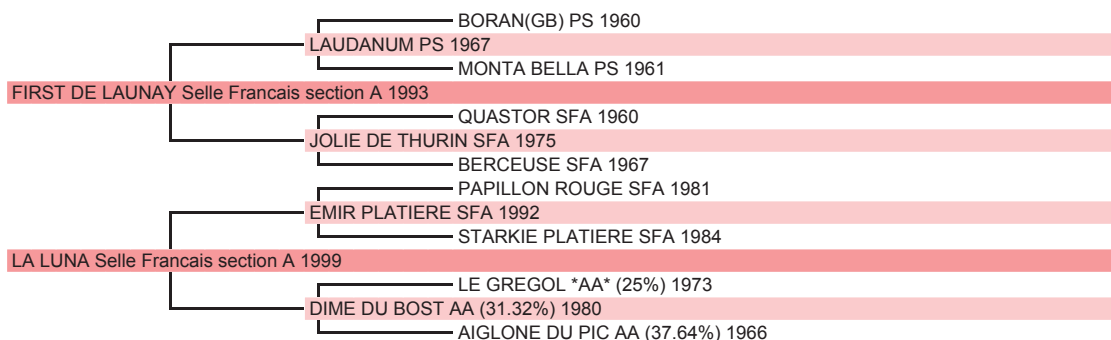 BORAN(GB) PS 1960
LAUDANUM PS 1967
MONTA BELLA PS 1961
FIRST DE LAUNAY Selle Francais section A 1993
QUASTOR SFA 1960
JOLIE DE THURIN SFA 1975
BERCEUSE SFA 1967
PAPILLON ROUGE SFA 1981
EMIR PLATIERE SFA 1992
STARKIE PLATIERE SFA 1984
LA LUNA Selle Francais section A 1999
LE GREGOL *AA* (25%) 1973
DIME DU BOST AA (31.32%) 1980
AIGLONE DU PIC AA (37.64%) 1966